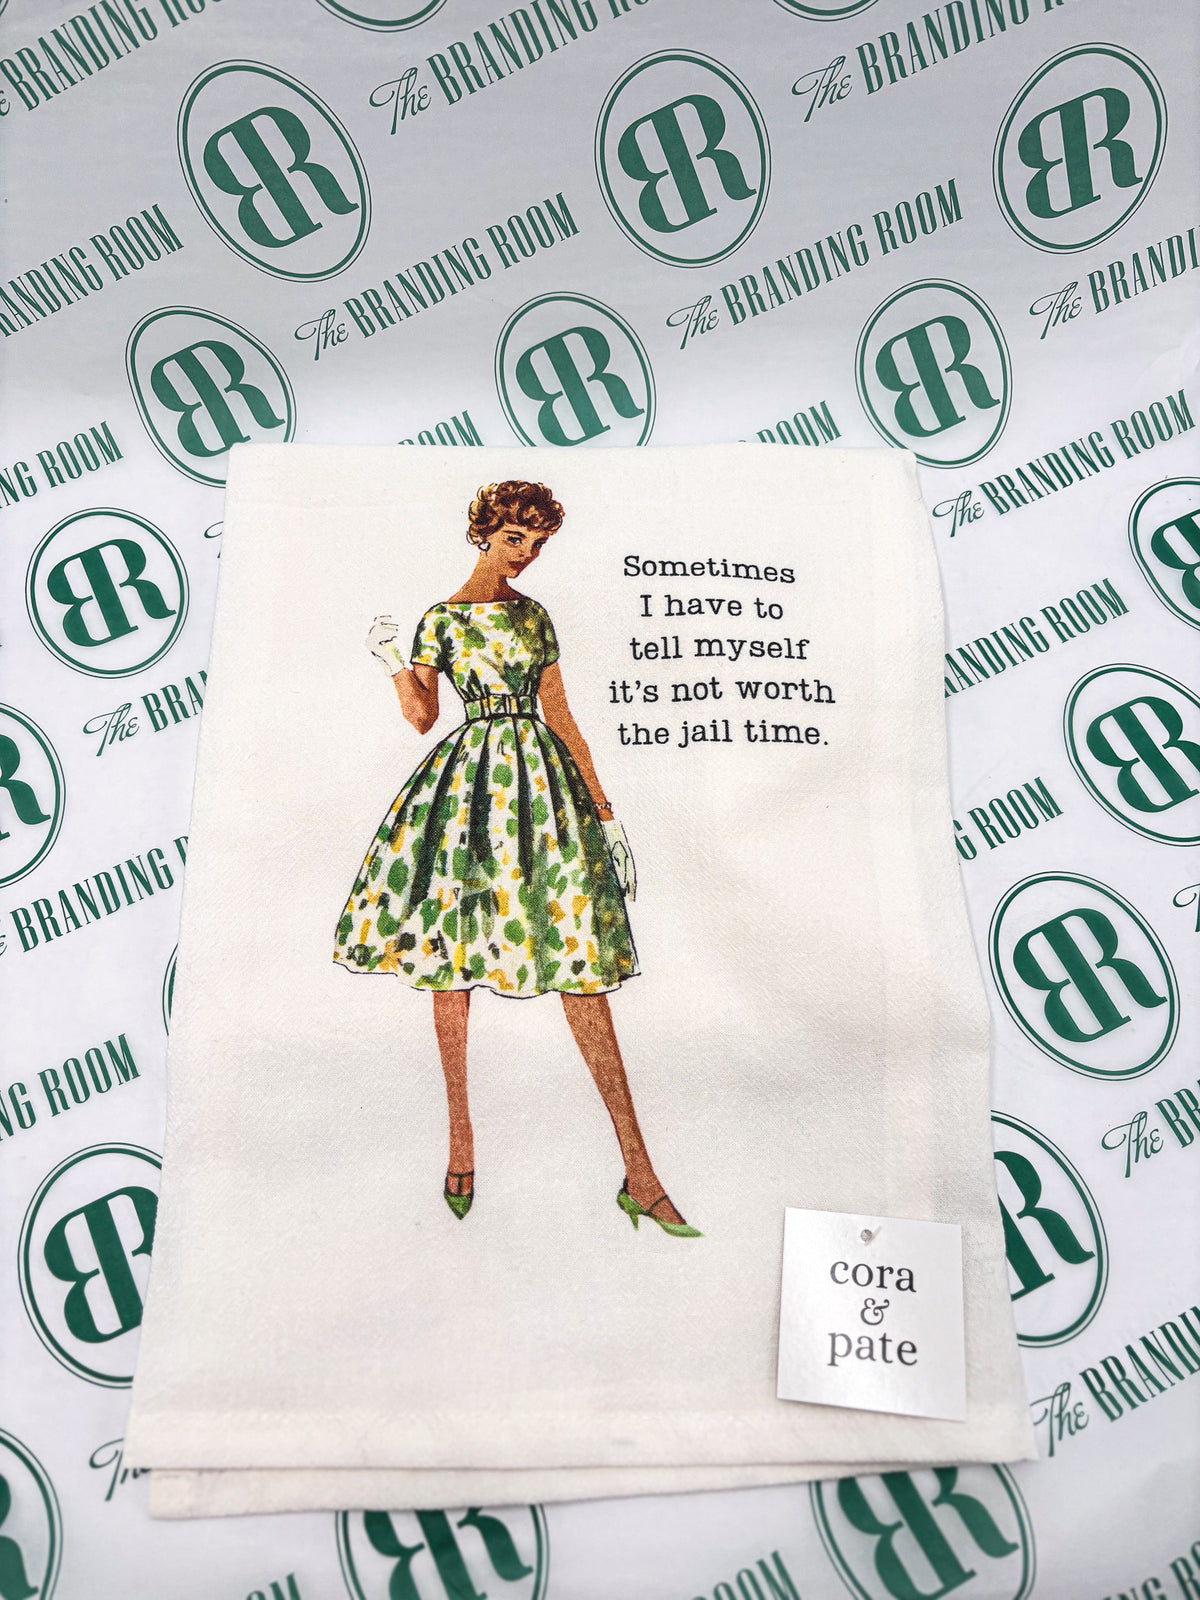 The BRANDING ROOM
BR
Sometimes
I have to
tell myself
it's not worth
the jail time.
cora
&
pate